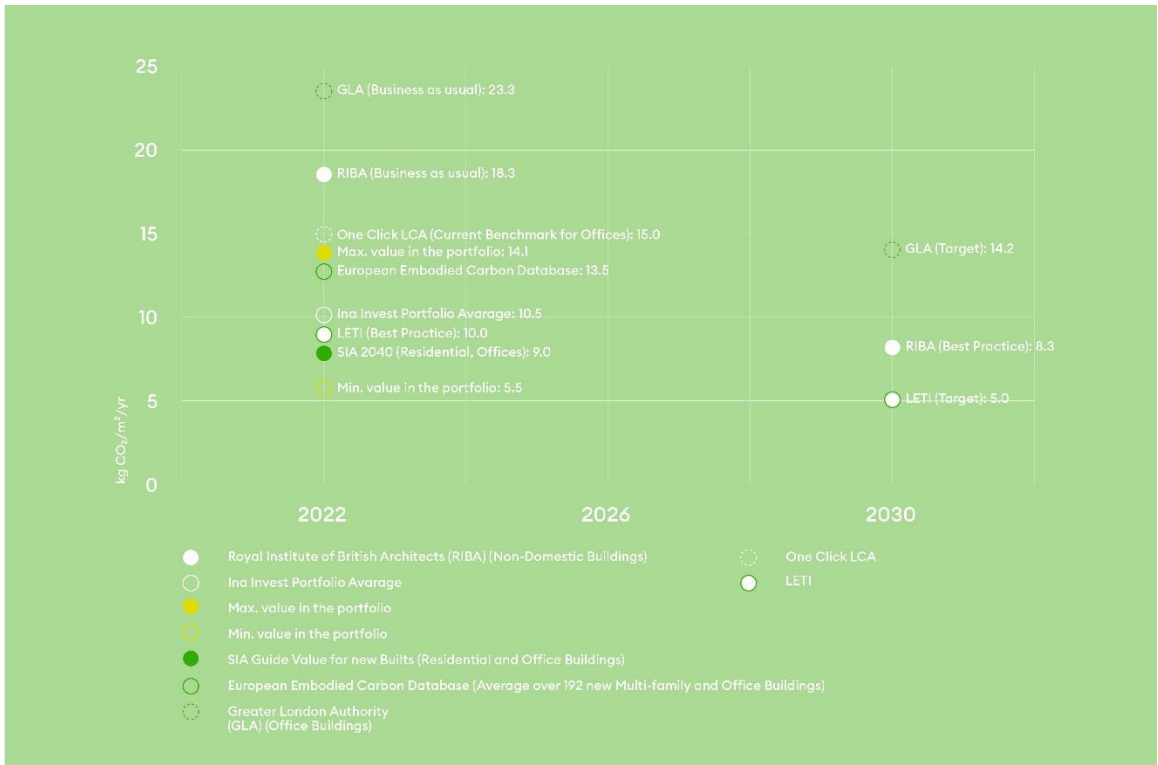 25
GLA (Business as usual): 23.3
20
RIBA (Business as usual): 18.3
15
One Click LCA (Current Benchmark for Offices): 15.0
Max. value in the portfolio: 14.1
GLA (Target): 14.2
European Embodied Carbon Database: 13.5
10
Ina Invest Portfolio Avarage: 10.5
LETI (Best Practice): 10.0
SIA 2040 (Residential, Offices): 9.0
RIBA (Best Practice): 8.3
Min. value in the portfolio: 5.5
5
LETI (Target): 5.0
kg CO₂/m²/yr
0
2022
2026
2030
Royal Institute of British Architects (RIBA) (Non-Domestic Buildings)
Ina Invest Portfolio Avarage
Max. value in the portfolio
Min. value in the portfolio
SIA Guide Value for new Builts (Residential and Office Buildings)
European Embodied Carbon Database (Average over 192 new Multi-family and Office Buildings)
Greater London Authority
(GLA) (Office Buildings)
One Click LCA
LETI